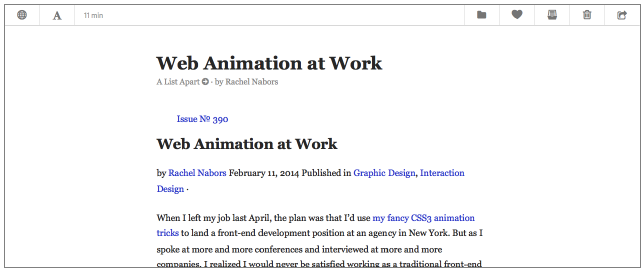 A 11 min
Web Animation at Work
A List Apart · by Rachel Nabors
Issue № 390
Web Animation at Work
by Rachel Nabors February 11, 2014 Published in Graphic Design, Interaction
Design ·
When I left my job last April, the plan was that I'd use my fancy CSS3 animation
tricks to land a front-end development position at an agency in New York. But as I
spoke at more and more conferences and interviewed at more and more
companies, I realized I would never be satisfied working as a traditional front-end